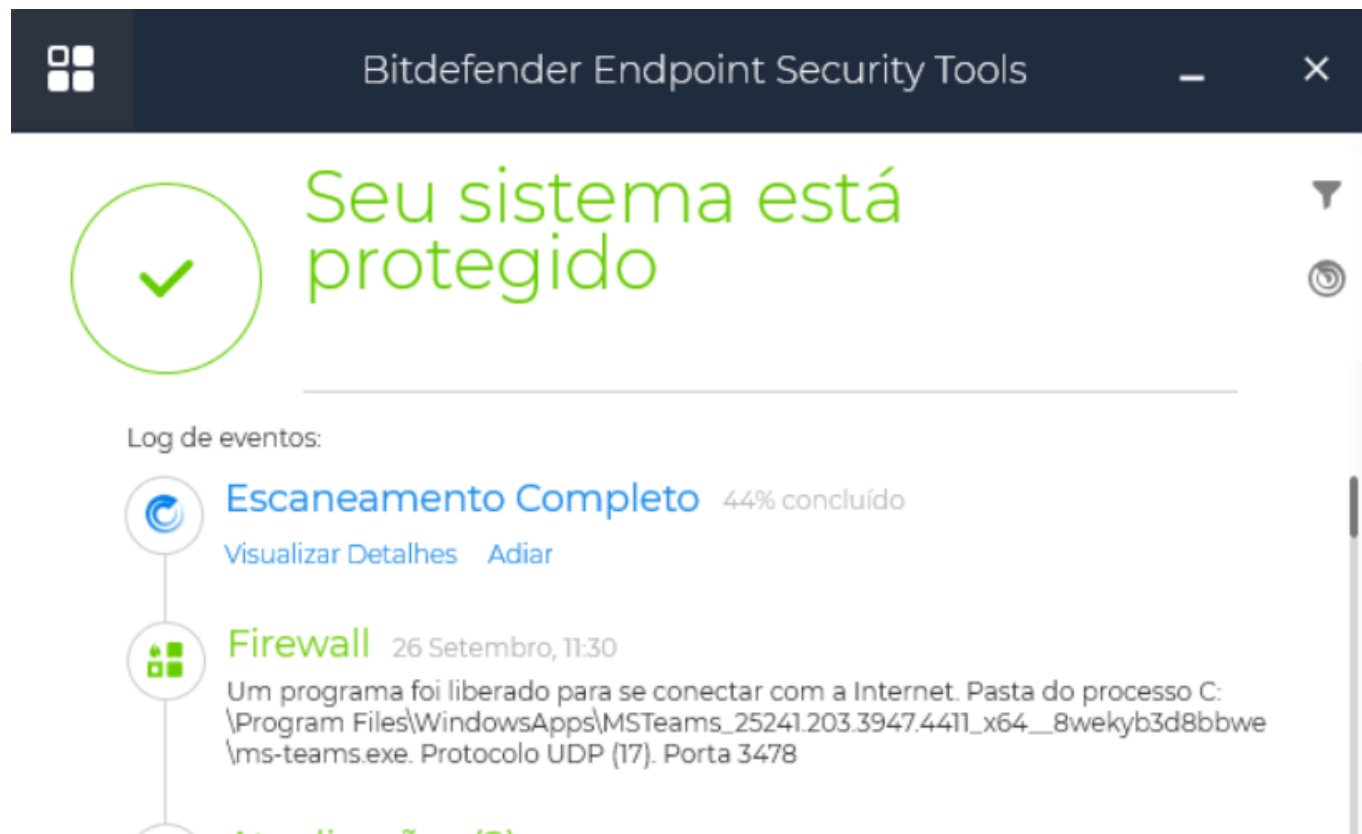 Bitdefender Endpoint Security Tools
Seu sistema está
protegido
Log de eventos:
Escaneamento Completo 44% concluído
Visualizar Detalhes Adiar
Firewall 26 Setembro, 11:30
Um programa foi liberado para se conectar com a Internet. Pasta do processo C:
\Program Files\WindowsApps\MSTeams_25241.203.3947.4411_x64__8wekyb3d8bbwe
\ms-teams.exe. Protocolo UDP (17). Porta 3478